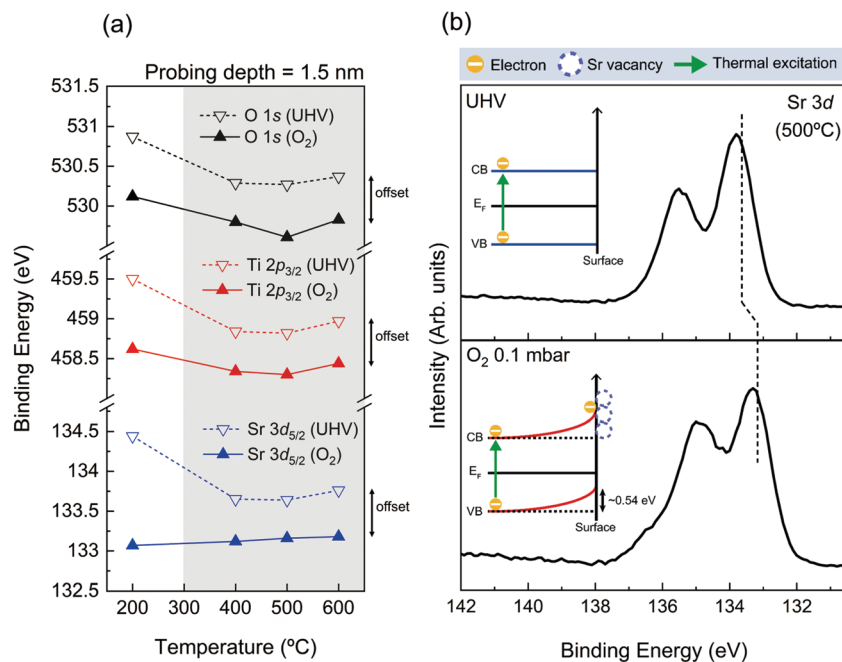 (a)
Probing depth = 1.5 nm
531.5
531
530.5
530
459.5
459
458.5
134.5
134
133.5
133
132.5
Binding Energy (eV)
O 1s (UHV)
O 1s (O₂)
offset
Ti 2p₃/₂ (UHV)
Ti 2p₃/₂ (O₂)
offset
Sr 3d₅/₂ (UHV)
Sr 3d₅/₂ (O₂)
offset
200 300 400 500 600
Temperature (ºC)
(b)
Electron Sr vacancy Thermal excitation
UHV
Sr 3d
(500ºC)
CB
E_F
VB
Surface
Intensity (Arb. units)
O₂ 0.1 mbar
CB
E_F
VB
~0.54 eV
Surface
142 140 138 136 134 132
Binding Energy (eV)